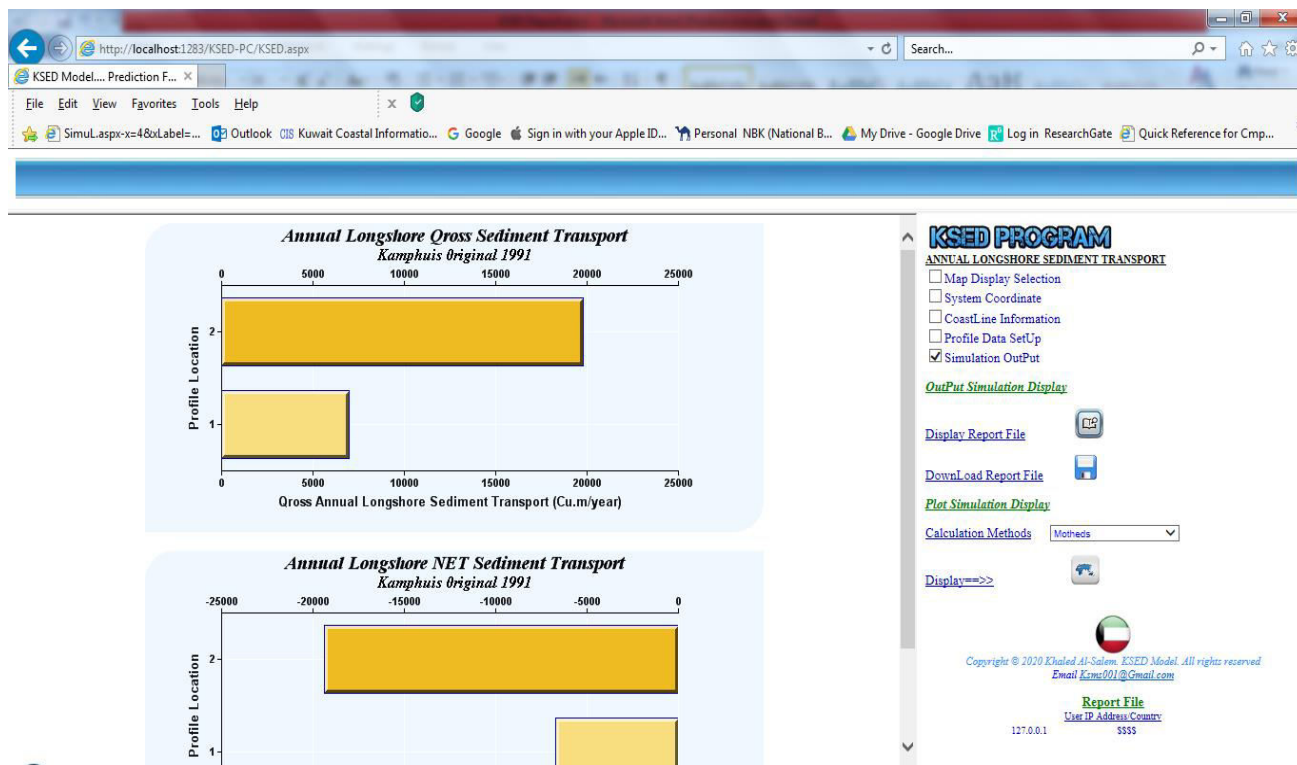 http://localhost:1283/KSED-PC/KSED.aspx
Search...
KSED Model.... Prediction F...
File Edit View Favorites Tools Help
x
SimuL.aspx-x=4&xLabel=... Outlook CIS Kuwait Coastal Informatio... Google Sign in with your Apple ID... Personal NBK (National B... My Drive - Google Drive Log in ResearchGate Quick Reference for Cmp...
Annual Longshore Qross Sediment Transport
Kamphuis 0riginal 1991
0 5000 10000 15000 20000 25000
Profile Location
2
1
0 5000 10000 15000 20000 25000
Qross Annual Longshore Sediment Transport (Cu.m/year)
Annual Longshore NET Sediment Transport
Kamphuis 0riginal 1991
-25000 -20000 -15000 -10000 -5000 0
Profile Location
2
1
KSED PROGRAM
ANNUAL LONGSHORE SEDIMENT TRANSPORT
Map Display Selection
System Coordinate
CoastLine Information
Profile Data SetUp
Simulation OutPut
OutPut Simulation Display
Display Report File
DownLoad Report File
Plot Simulation Display
Calculation Methods Motheds
Display==>>
Copyright © 2020 Khaled Al-Salem. KSED Model. All rights reserved
Email Ksmz001@Gmail.com
Report File
User IP Address/Country
127.0.0.1 $$$$